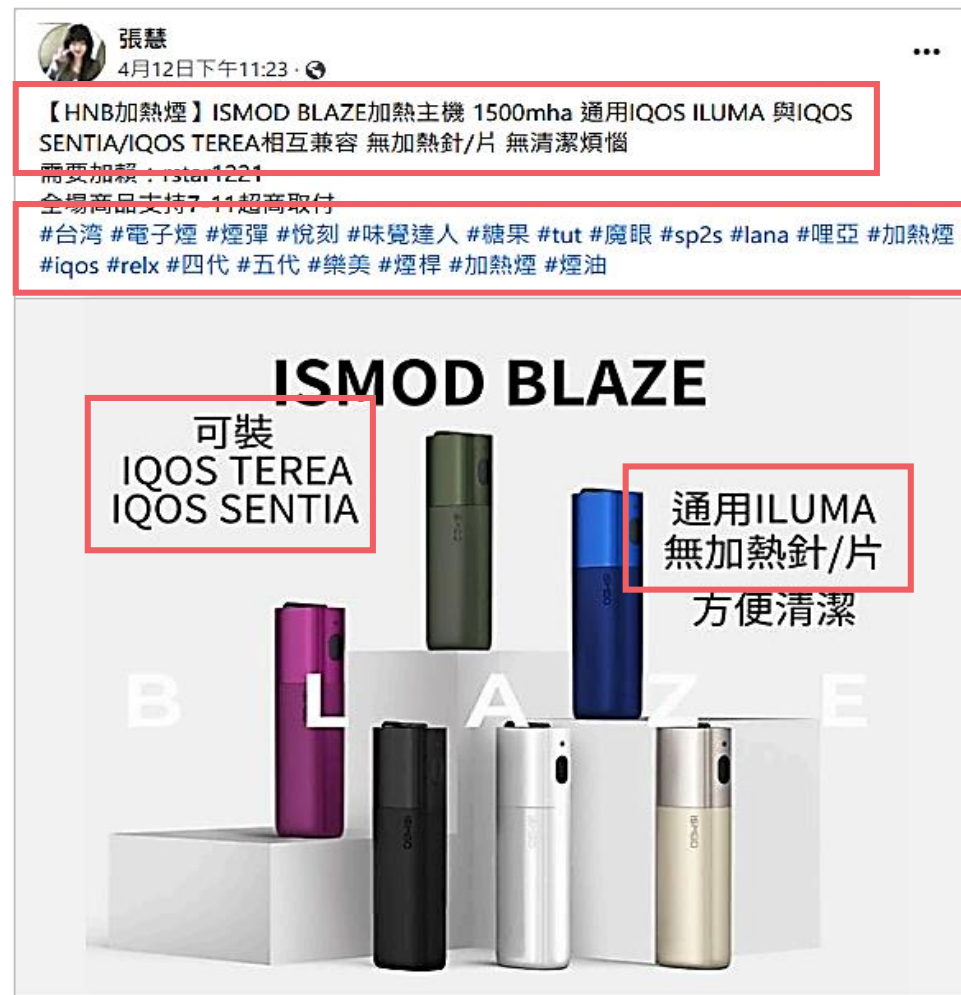 張慧
4月12日下午11:23 ·
【HNB加熱煙】ISMOD BLAZE加熱主機 1500mha 通用IQOS ILUMA 與IQOS
SENTIA/IQOS TEREA相互兼容 無加熱針/片 無清潔煩惱
需要加賴：rstar1221
全場商品支持7-11超商取付
#台湾 #電子煙 #煙彈 #悅刻 #味覺達人 #糖果 #tut #魔眼 #sp2s #lana #哩亞 #加熱煙
#iqos #relx #四代 #五代 #樂美 #煙桿 #加熱煙 #煙油
ISMOD BLAZE
可裝
IQOS TEREA
IQOS SENTIA
通用ILUMA
無加熱針/片
方便清潔
BLAZE
ISMOD
ISMOD